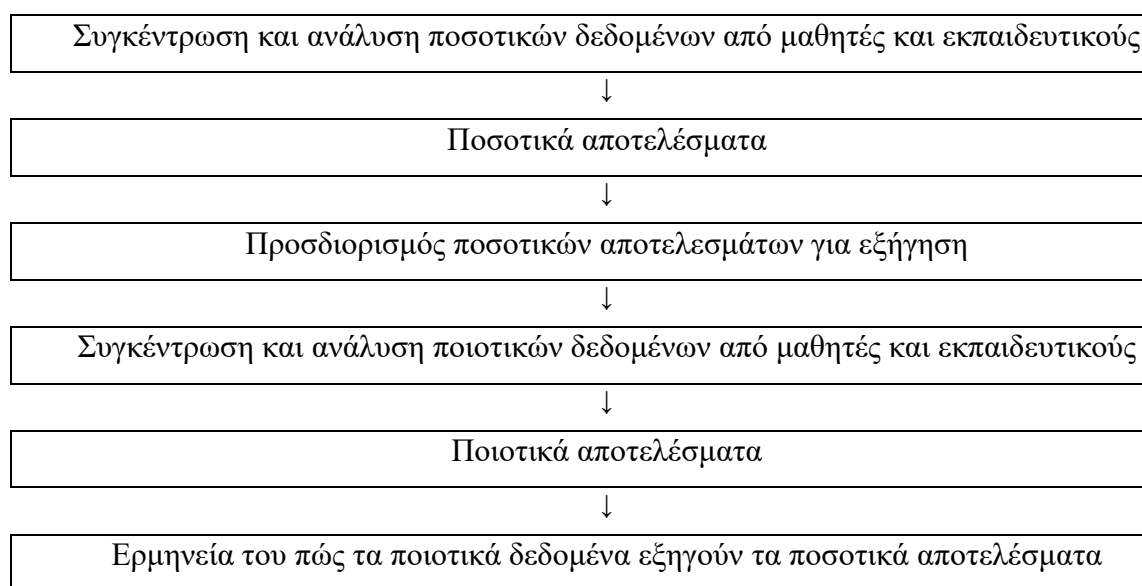 Συγκέντρωση και ανάλυση ποσοτικών δεδομένων από μαθητές και εκπαιδευτικούς
↓
Ποσοτικά αποτελέσματα
↓
Προσδιορισμός ποσοτικών αποτελεσμάτων για εξήγηση
↓
Συγκέντρωση και ανάλυση ποιοτικών δεδομένων από μαθητές και εκπαιδευτικούς
↓
Ποιοτικά αποτελέσματα
↓
Ερμηνεία του πώς τα ποιοτικά δεδομένα εξηγούν τα ποσοτικά αποτελέσματα